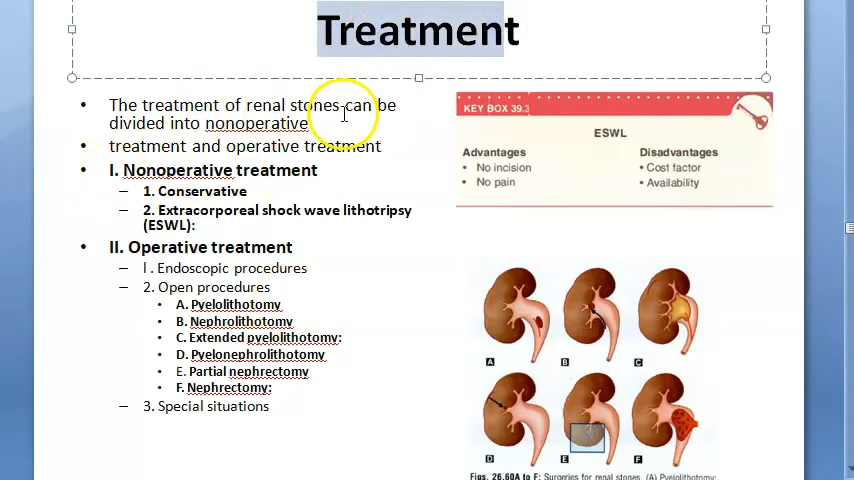 Treatment
• The treatment of renal stones can be
divided into nonoperative
• treatment and operative treatment
• I. Nonoperative treatment
– 1. Conservative
– 2. Extracorporeal shock wave lithotripsy
(ESWL):
• II. Operative treatment
– l . Endoscopic procedures
– 2. Open procedures
• A. Pyelolithotomy
• B. Nephrolithotomy
• C. Extended pyelolithotomy:
• D. Pyelonephrolithotomy
• E. Partial nephrectomy
• F. Nephrectomy:
– 3. Special situations
KEY BOX 39.3
ESWL
Advantages
• No incision
• No pain
Disadvantages
• Cost factor
• Availability
A B C
D E F
Figs. 26.60A to F: Surgeries for renal stones. (A) Pyelolithotomy;